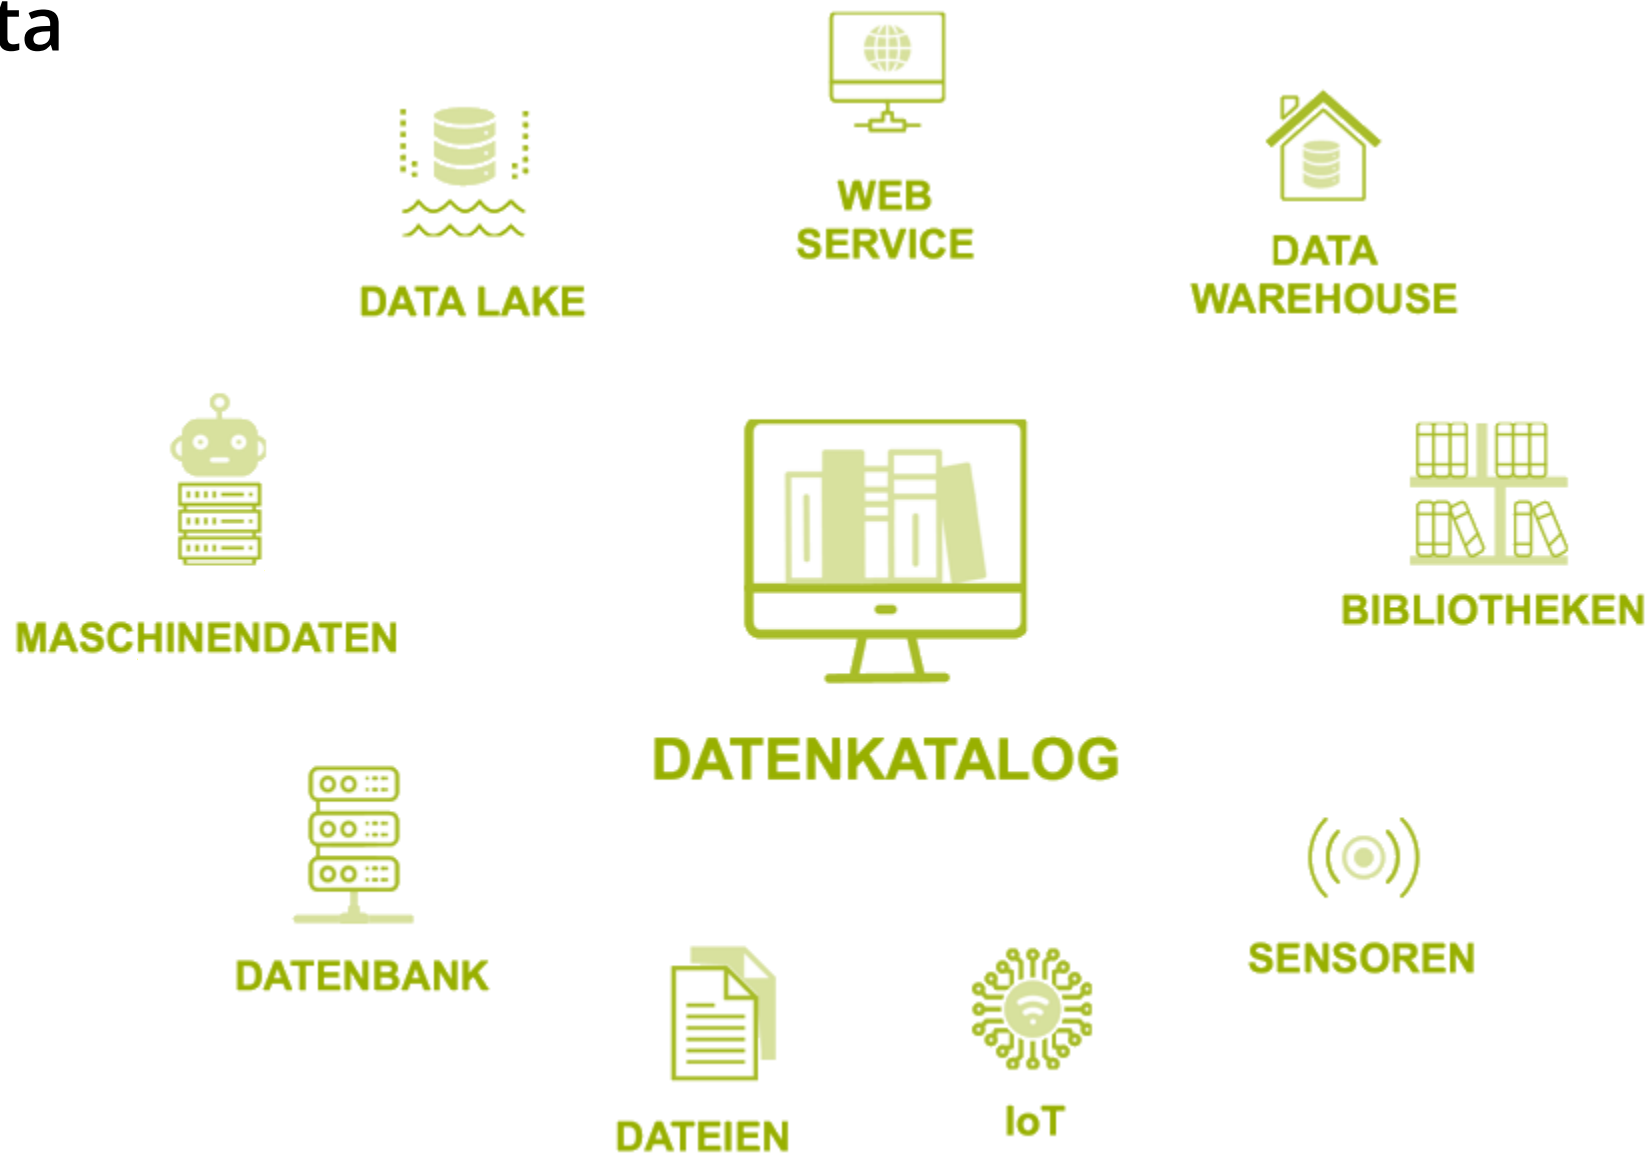 ta
WEB
SERVICE
DATA
WAREHOUSE
DATA LAKE
BIBLIOTHEKEN
MASCHINENDATEN
DATENKATALOG
SENSOREN
DATENBANK
IoT
DATEIEN